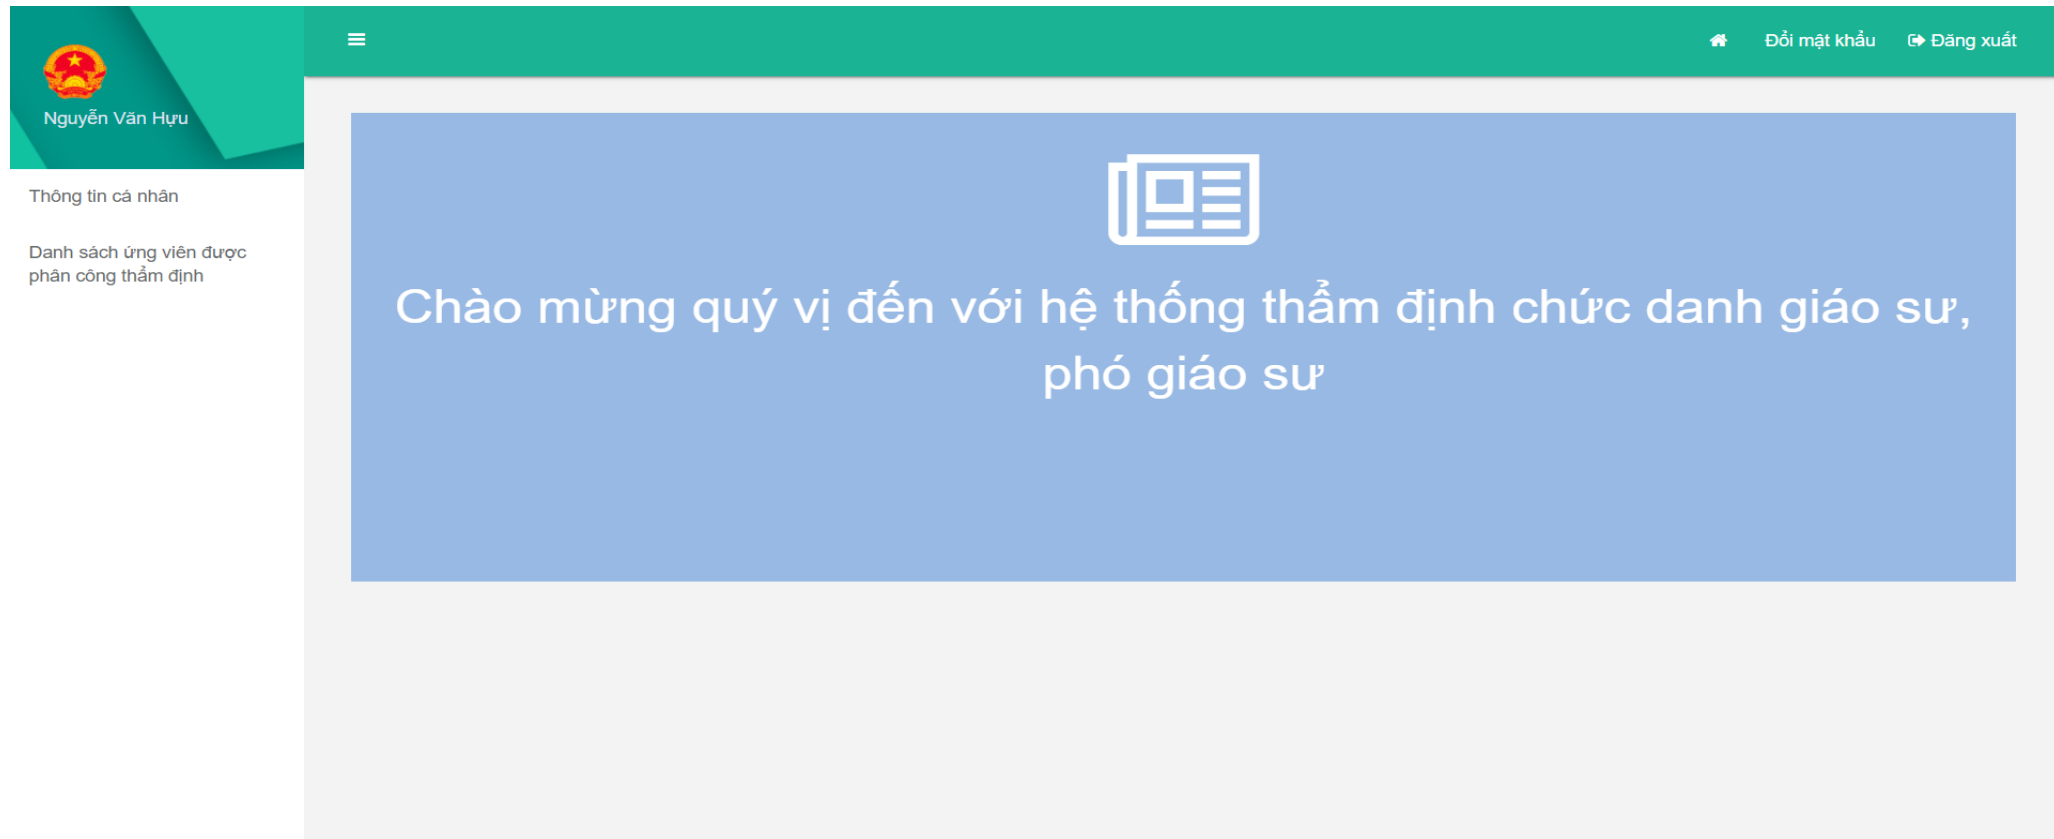 Nguyễn Văn Hựu
Đổi mật khẩu
Đăng xuất
Thông tin cá nhân
Danh sách ứng viên được
phân công thẩm định
Chào mừng quý vị đến với hệ thống thẩm định chức danh giáo sư,
phó giáo sư